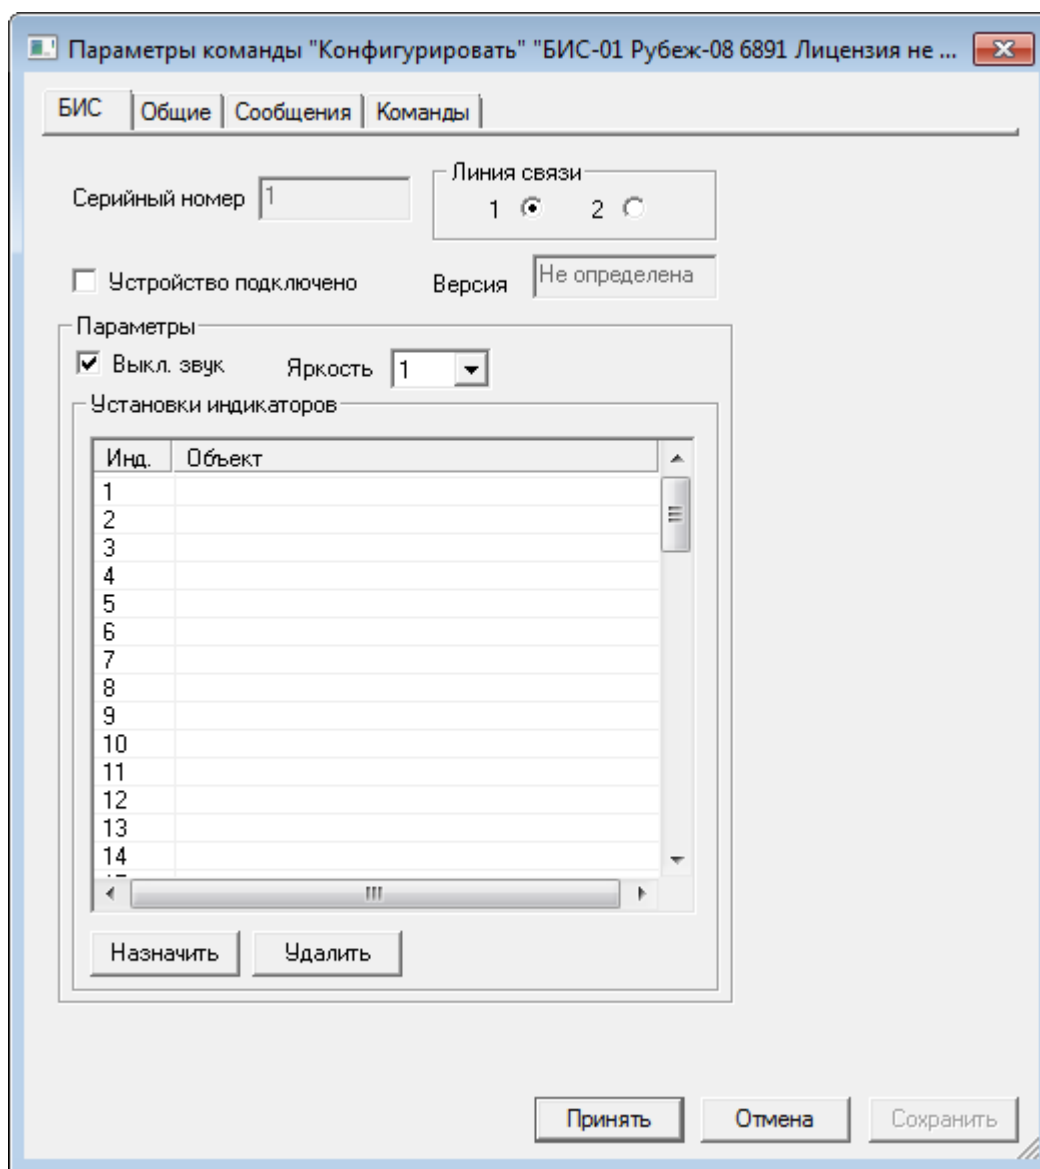 Параметры команды "Конфигурировать" "БИС-01 Рубеж-08 6891 Лицензия не ...
БИС Общие Сообщения Команды
Серийный номер 1
Линия связи
1 2
Устройство подключено Версия Не определена
Параметры
Выкл. звук Яркость 1
Установки индикаторов
Инд. Объект
1
2
3
4
5
6
7
8
9
10
11
12
13
14
Назначить Удалить
Принять Отмена Сохранить